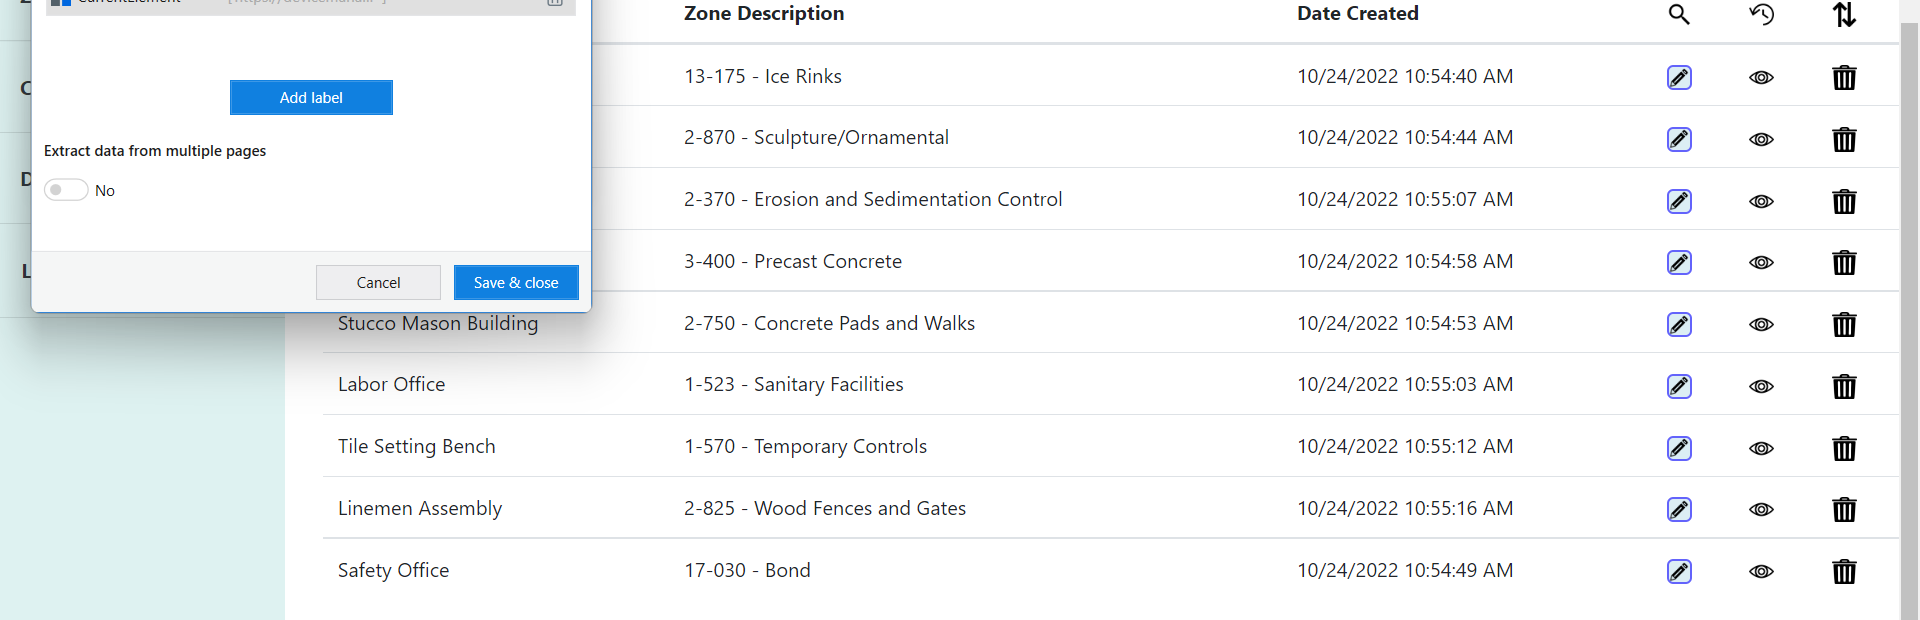 Zone Description Date Created
Add label
Extract data from multiple pages
No
Cancel Save & close
13-175 - Ice Rinks 10/24/2022 10:54:40 AM
2-870 - Sculpture/Ornamental 10/24/2022 10:54:44 AM
2-370 - Erosion and Sedimentation Control 10/24/2022 10:55:07 AM
3-400 - Precast Concrete 10/24/2022 10:54:58 AM
Stucco Mason Building 2-750 - Concrete Pads and Walks 10/24/2022 10:54:53 AM
Labor Office 1-523 - Sanitary Facilities 10/24/2022 10:55:03 AM
Tile Setting Bench 1-570 - Temporary Controls 10/24/2022 10:55:12 AM
Linemen Assembly 2-825 - Wood Fences and Gates 10/24/2022 10:55:16 AM
Safety Office 17-030 - Bond 10/24/2022 10:54:49 AM